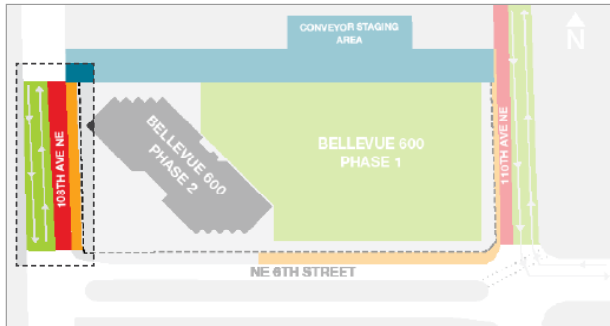 CONVEYOR STAGING
AREA
N
108TH AVE NE
BELLEVUE 600
PHASE 2
BELLEVUE 600
PHASE 1
110TH AVE NE
NE 6TH STREET